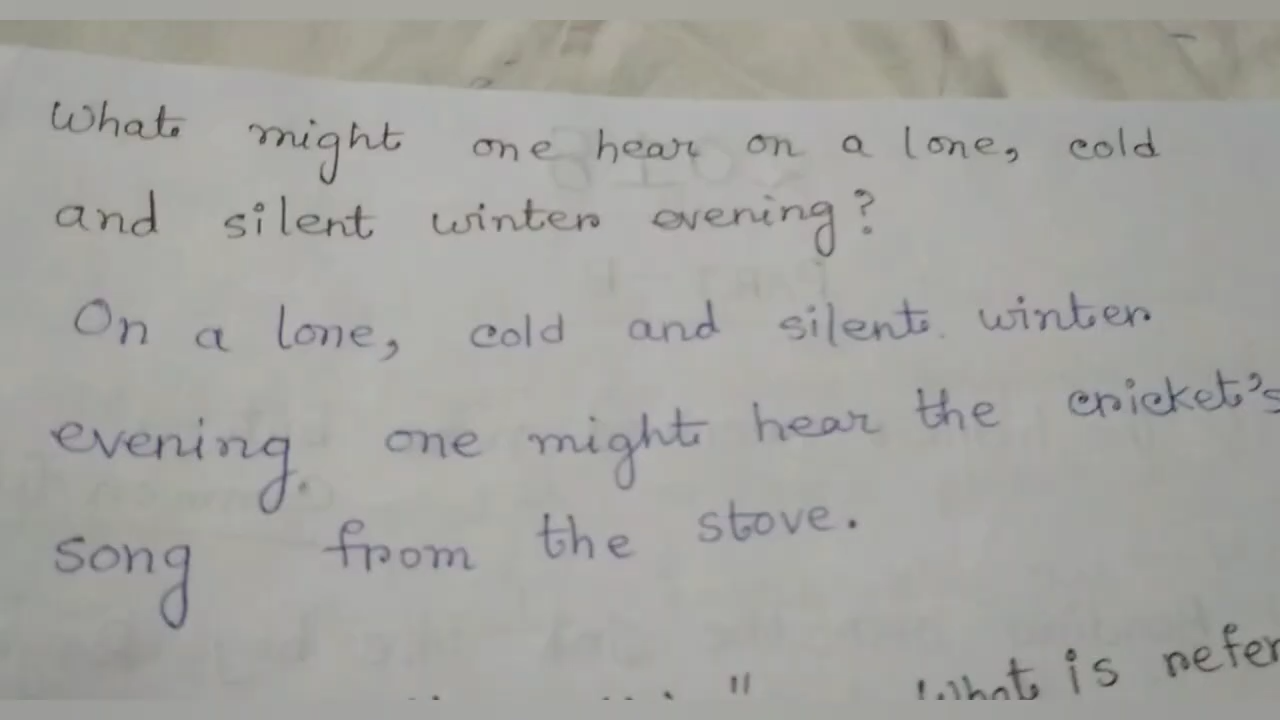 What might one hear on a lone, cold
and silent winter evening?
On a lone, cold and silent winter
evening one might hear the cricket's
song from the stove.
" What is refer